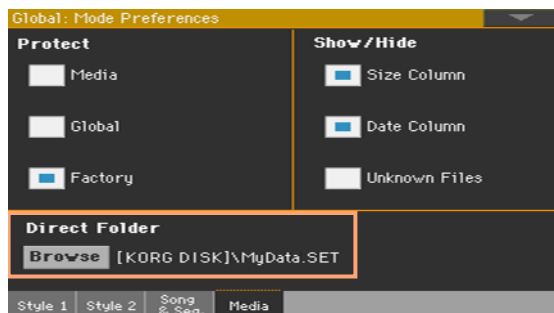 Global: Mode Preferences
Protect
Show/Hide
Media
Size Column
Global
Date Column
Factory
Unknown Files
Direct Folder
Browse [KORG DISK]\MyData.SET
Style 1 Style 2 Song & Seq. Media